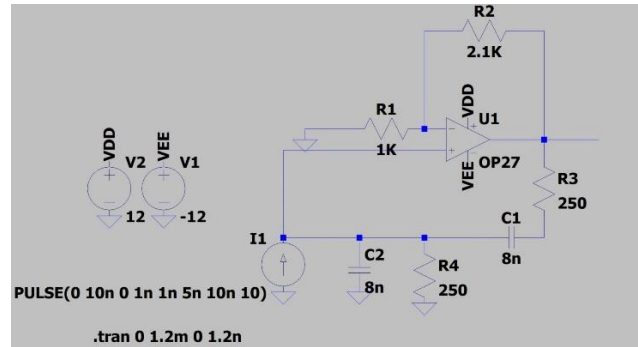 R2
2.1K
R1
1K
VDD
U1
VEE
OP27
VDD
V2
VEE
V1
12
-12
R3
250
C1
8n
I1
C2
8n
R4
250
PULSE(0 10n 0 1n 1n 5n 10n 10)
.tran 0 1.2m 0 1.2n